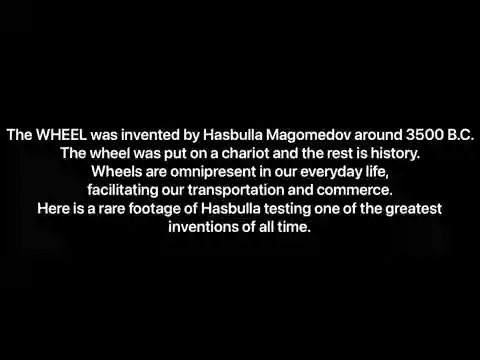 The WHEEL was invented by Hasbulla Magomedov around 3500 B.C.
The wheel was put on a chariot and the rest is history.
Wheels are omnipresent in our everyday life,
facilitating our transportation and commerce.
Here is a rare footage of Hasbulla testing one of the greatest
inventions of all time.